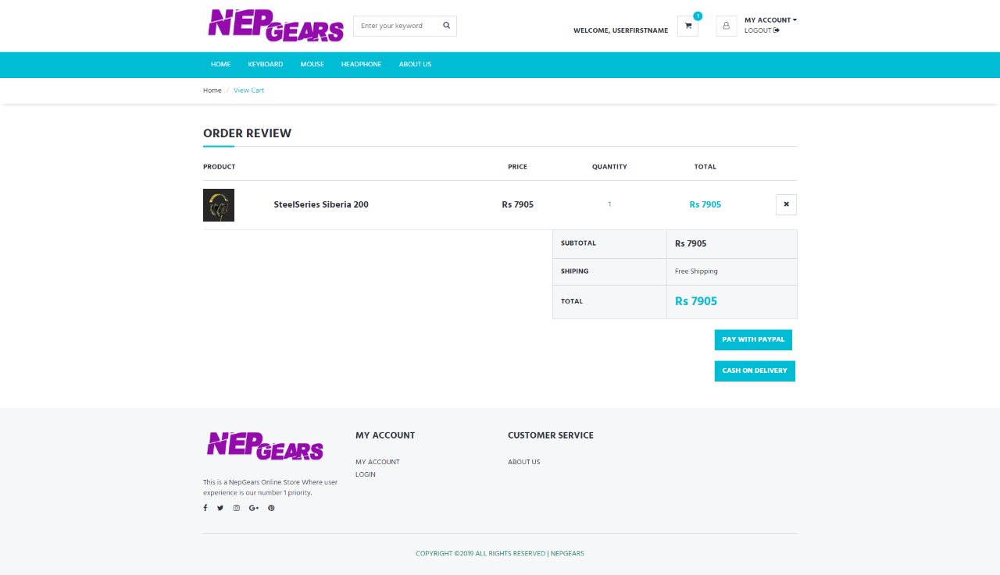 NEPGEARS
Enter your keyword
WELCOME, USERFIRSTNAME
1
MY ACCOUNT
LOGOUT
HOME KEYBOARD MOUSE HEADPHONE ABOUT US
Home / View Cart
ORDER REVIEW
PRODUCT PRICE QUANTITY TOTAL
SteelSeries Siberia 200 Rs 7905 1 Rs 7905
SUBTOTAL Rs 7905
SHIPING Free Shipping
TOTAL Rs 7905
PAY WITH PAYPAL
CASH ON DELIVERY
NEPGEARS
This is a NepGears Online Store Where user
experience is our number 1 priority.
MY ACCOUNT
MY ACCOUNT
LOGIN
CUSTOMER SERVICE
ABOUT US
COPYRIGHT ©2019 ALL RIGHTS RESERVED | NEPGEARS